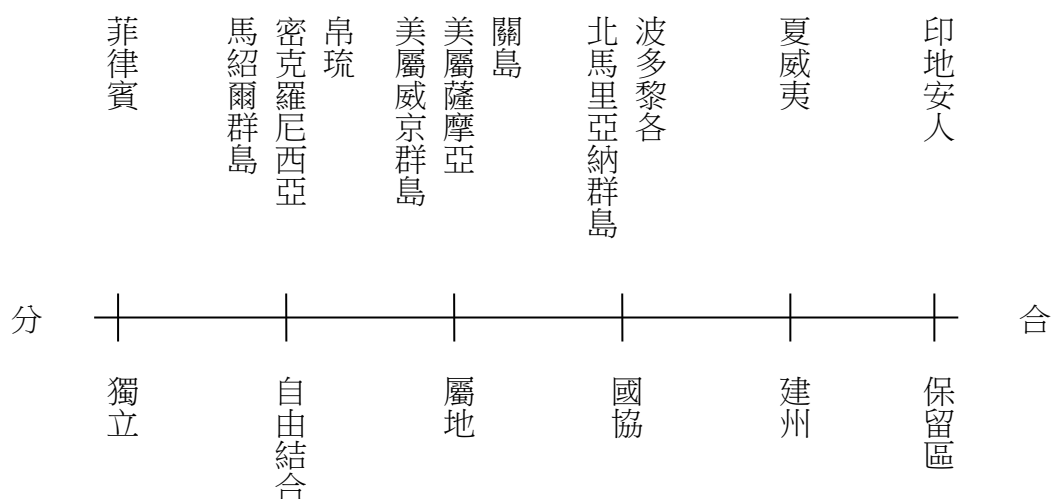 菲律賓
馬紹爾群島
密克羅尼西亞
帛琉
美屬威京群島
美屬薩摩亞
關島
北馬里亞納群島
波多黎各
夏威夷
印地安人
分
合
獨立
自由結合
屬地
國協
建州
保留區